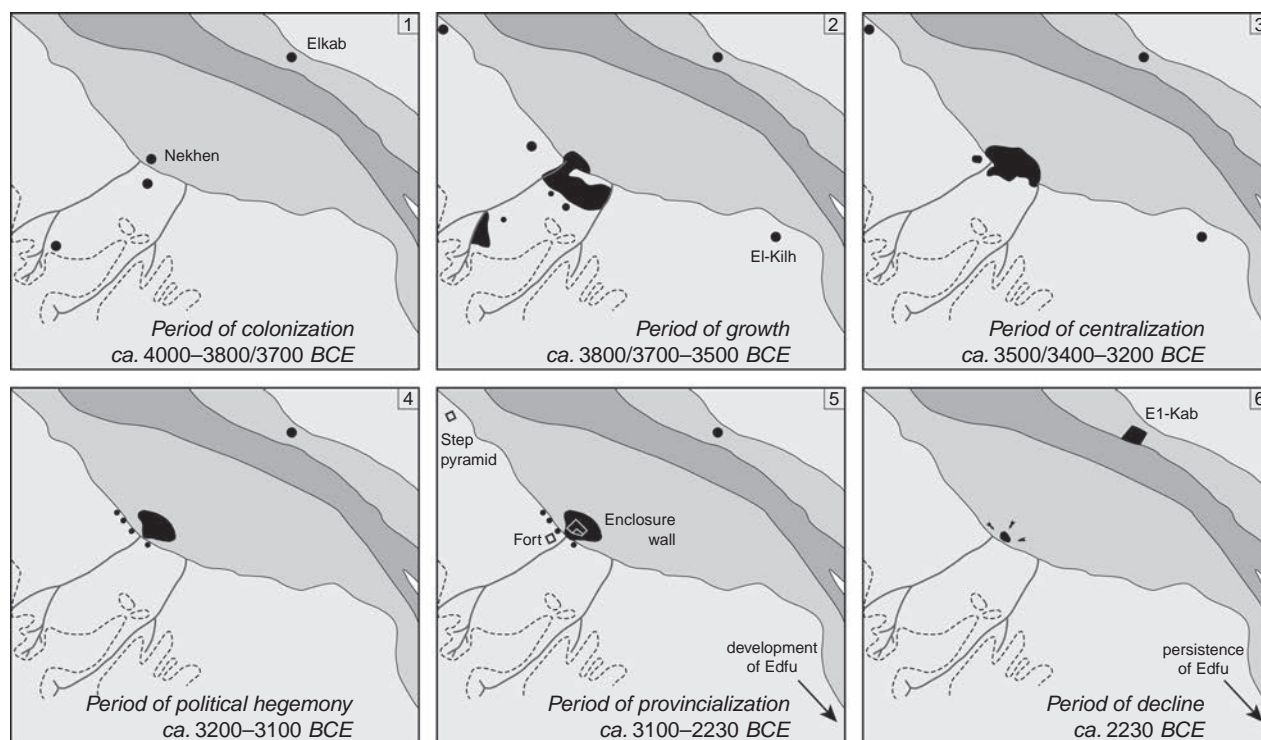 1
Elkab
Nekhen
Period of colonization
ca. 4000–3800/3700 BCE
2
El-Kilh
Period of growth
ca. 3800/3700–3500 BCE
3
Period of centralization
ca. 3500/3400–3200 BCE
4
Period of political hegemony
ca. 3200–3100 BCE
5
Step
pyramid
Enclosure
wall
Fort
development
of Edfu
Period of provincialization
ca. 3100–2230 BCE
6
E1-Kab
persistence
of Edfu
Period of decline
ca. 2230 BCE